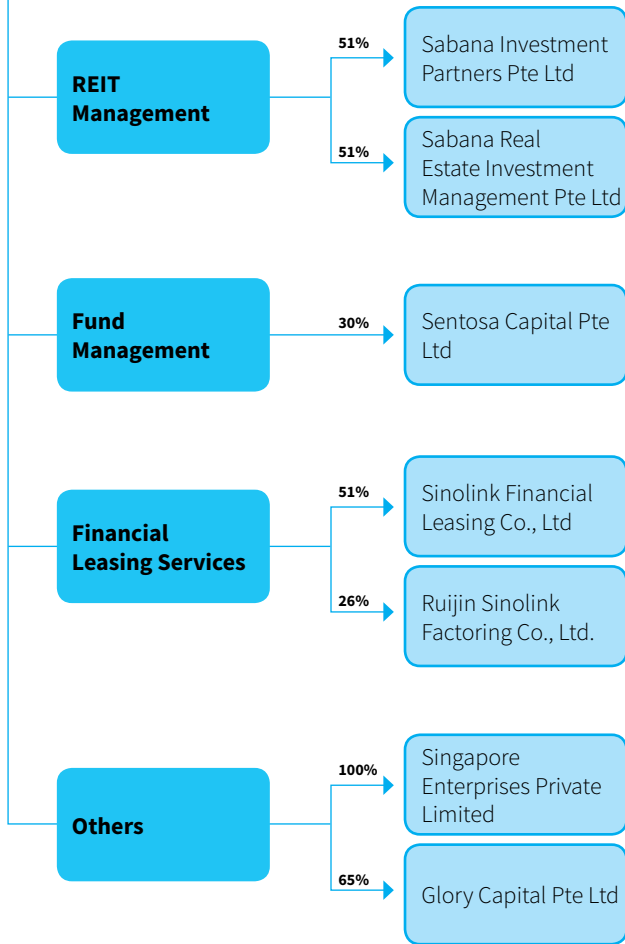 REIT
Management
51%
Sabana Investment
Partners Pte Ltd
51%
Sabana Real
Estate Investment
Management Pte Ltd
Fund
Management
30%
Sentosa Capital Pte
Ltd
Financial
Leasing Services
51%
Sinolink Financial
Leasing Co., Ltd
26%
Ruijin Sinolink
Factoring Co., Ltd.
Others
100%
Singapore
Enterprises Private
Limited
65%
Glory Capital Pte Ltd